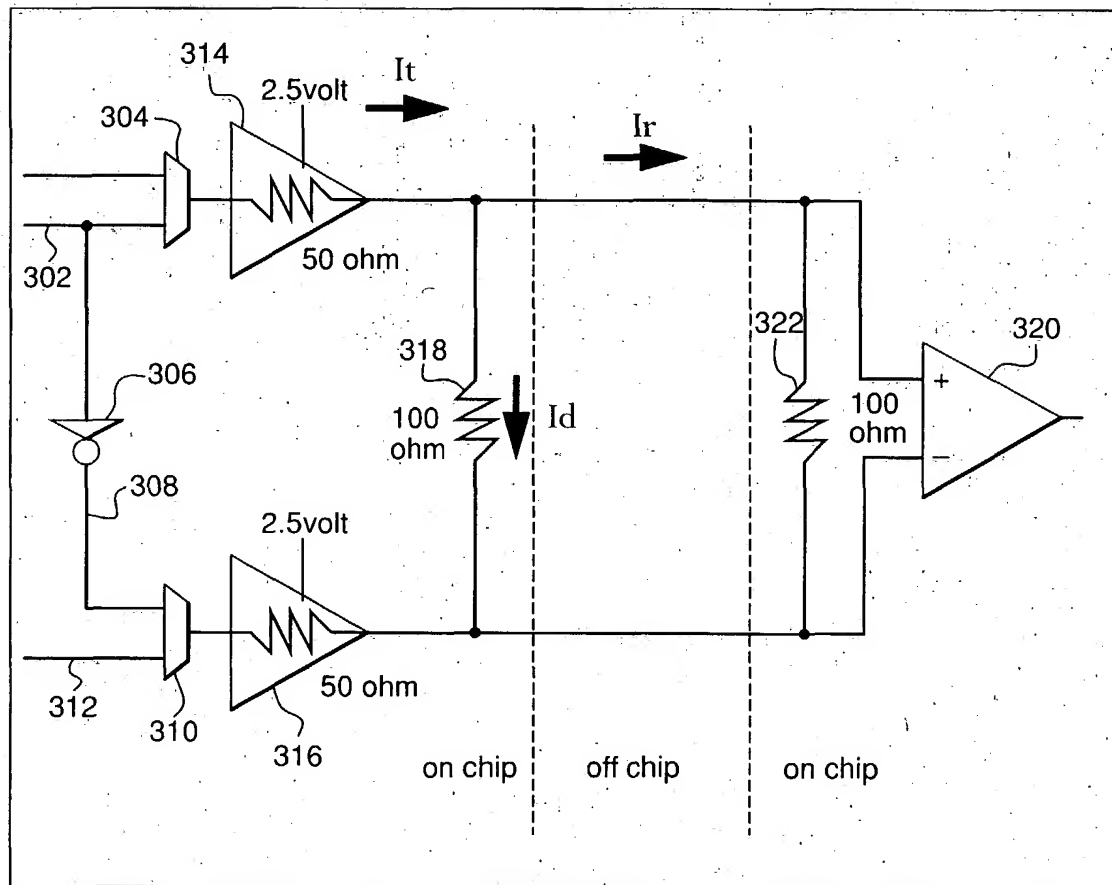 314
2.5volt
It
304
Ir
302
50 ohm
306
318
322
320
100
ohm
Id
100
ohm
+
−
308
2.5volt
312
310
50 ohm
316
on chip
off chip
on chip